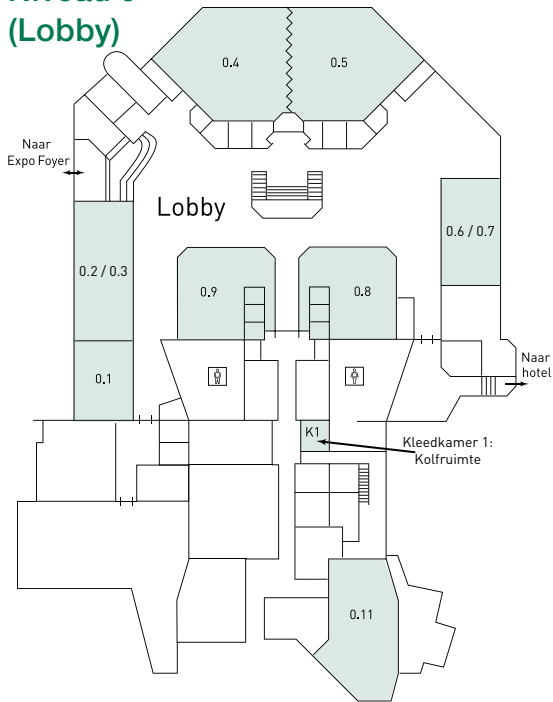 (Lobby)
0.4
0.5
Naar
Expo Foyer
Lobby
0.2 / 0.3
0.6 / 0.7
0.9
0.8
0.1
Naar
hotel
K1
Kleedkamer 1:
Kolfruimte
0.11